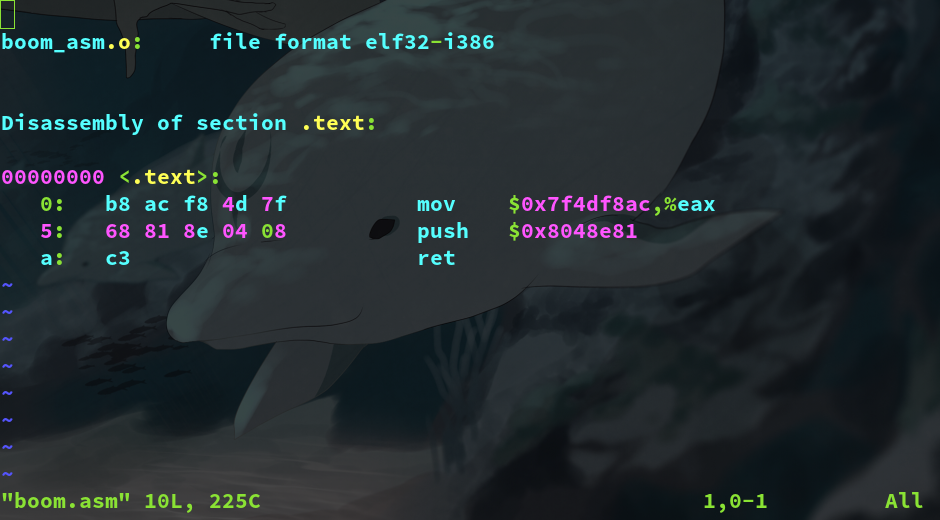 boom_asm.o:     file format elf32-i386
Disassembly of section .text:
00000000 <.text>:
   0:   b8 ac f8 4d 7f          mov    $0x7f4df8ac,%eax
   5:   68 81 8e 04 08          push   $0x8048e81
   a:   c3                      ret
~
~
~
~
~
~
~
~
"boom.asm" 10L, 225C                                  1,0-1         All